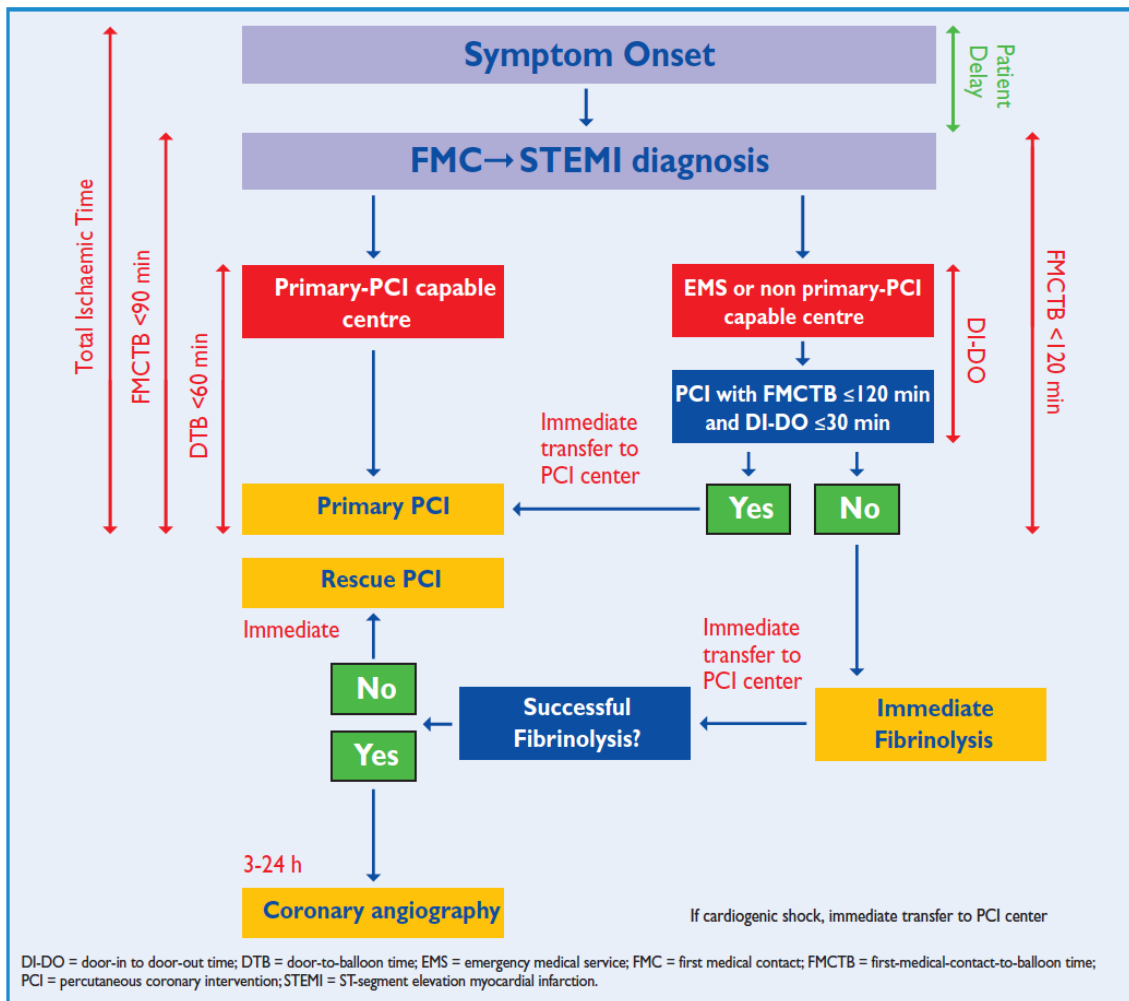 Symptom Onset
Patient
Delay
FMC→STEMI diagnosis
Total Ischaemic Time
FMCTB <90 min
DTB <60 min
Primary-PCI capable
centre
EMS or non primary-PCI
capable centre
DI-DO
FMCTB <120 min
PCI with FMCTB ≤120 min
and DI-DO ≤30 min
Immediate
transfer to
PCI center
Primary PCI
Yes
No
Rescue PCI
Immediate
Immediate
transfer to
PCI center
No
Yes
Successful
Fibrinolysis?
Immediate
Fibrinolysis
3-24 h
Coronary angiography
If cardiogenic shock, immediate transfer to PCI center
DI-DO = door-in to door-out time; DTB = door-to-balloon time; EMS = emergency medical service; FMC = first medical contact; FMCTB = first-medical-contact-to-balloon time;
PCI = percutaneous coronary intervention; STEMI = ST-segment elevation myocardial infarction.